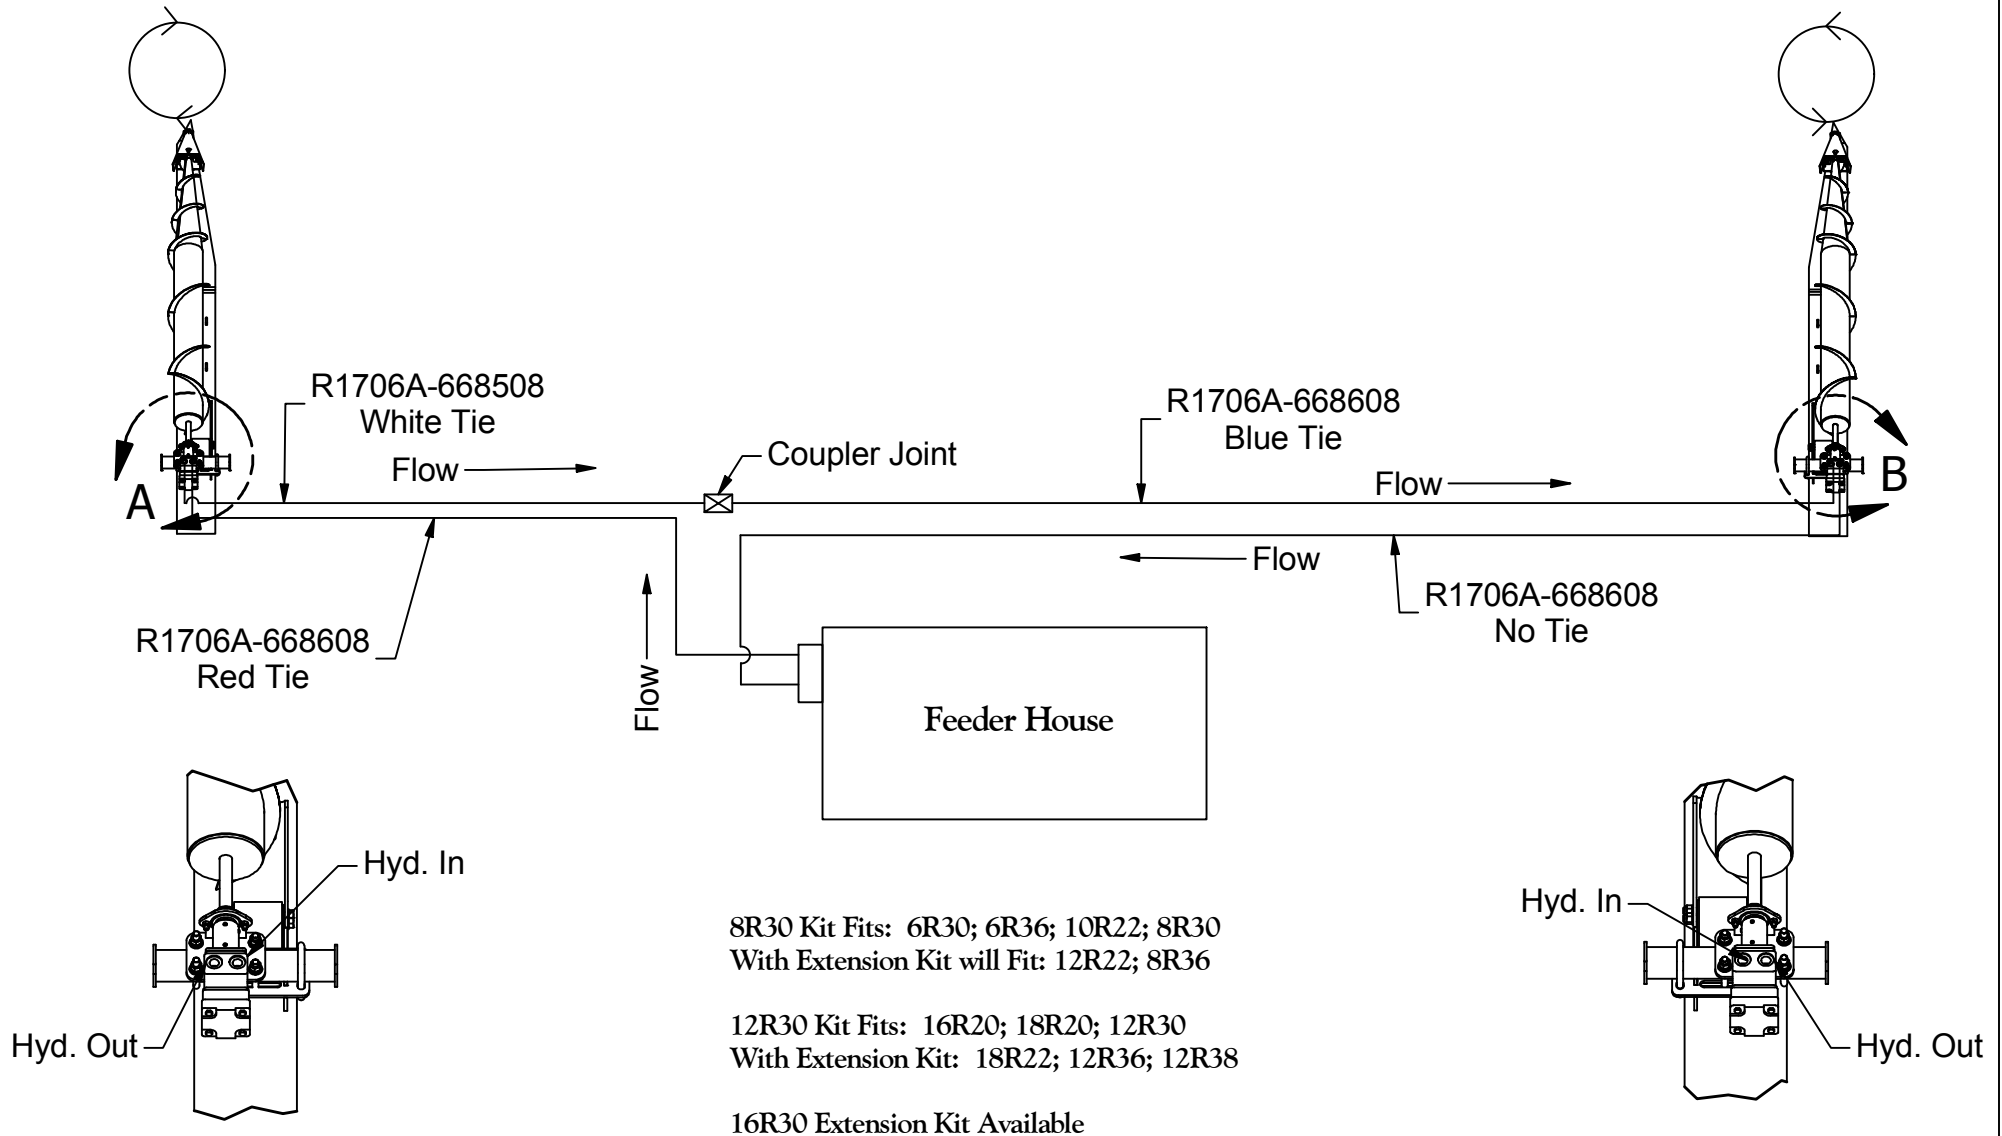 R1706A-668508
White Tie
Flow
Coupler Joint
R1706A-668608
Blue Tie
Flow
A
B
Flow
R1706A-668608
No Tie
R1706A-668608
Red Tie
Flow
Feeder House
Hyd. In
Hyd. Out
Hyd. In
Hyd. Out
8R30 Kit Fits: 6R30; 6R36; 10R22; 8R30
With Extension Kit will Fit: 12R22; 8R36
12R30 Kit Fits: 16R20; 18R20; 12R30
With Extension Kit: 18R22; 12R36; 12R38
16R30 Extension Kit Available